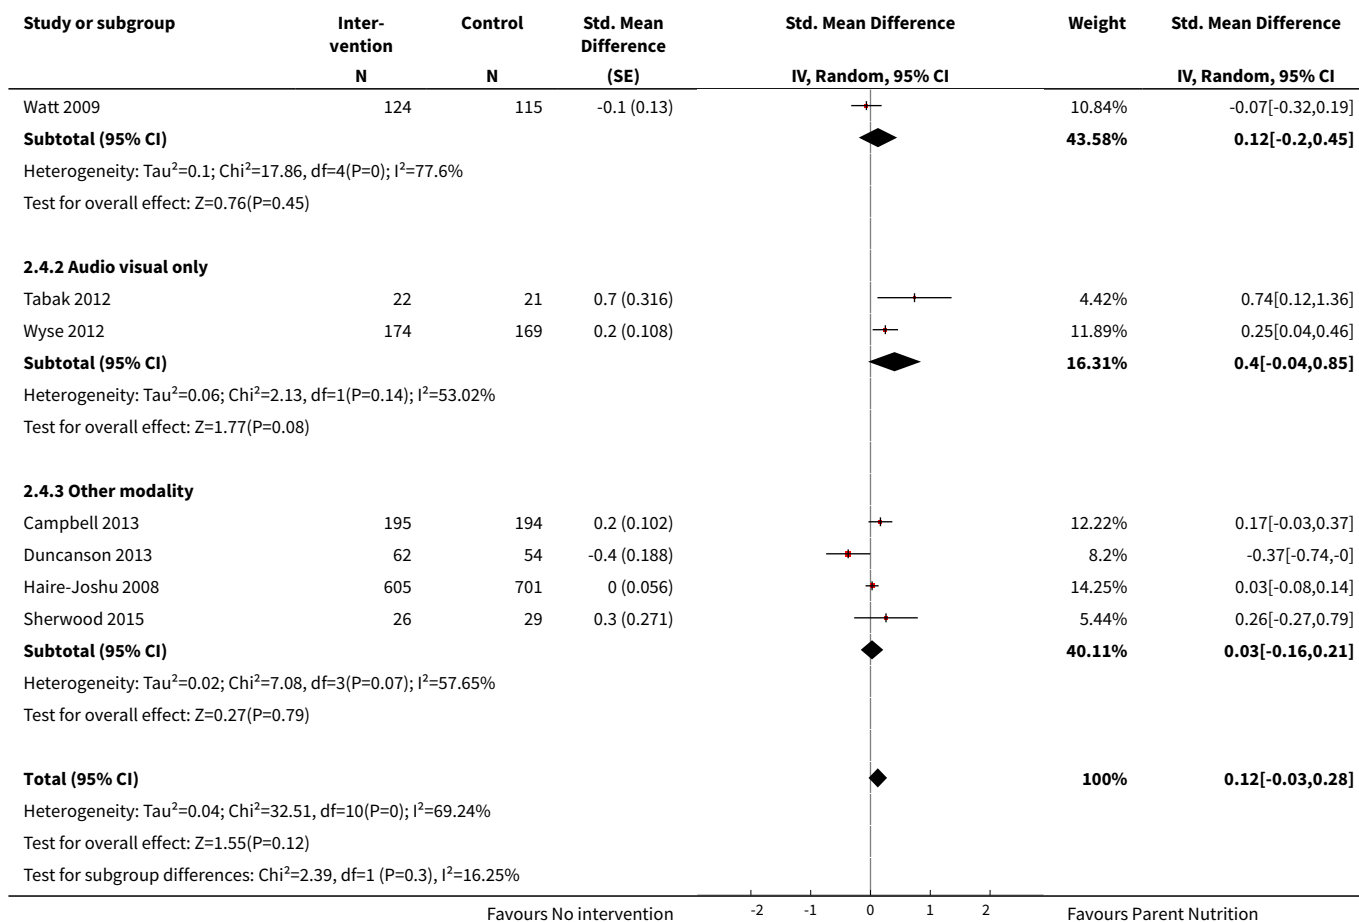 Study or subgroup Inter- Control Std. Mean Std. Mean Difference Weight Std. Mean Difference
vention Difference
N N (SE) IV, Random, 95% CI IV, Random, 95% CI
Watt 2009 124 115 -0.1 (0.13) 10.84% -0.07[-0.32,0.19]
Subtotal (95% CI) 43.58% 0.12[-0.2,0.45]
Heterogeneity: Tau²=0.1; Chi²=17.86, df=4(P=0); I²=77.6%
Test for overall effect: Z=0.76(P=0.45)
2.4.2 Audio visual only
Tabak 2012 22 21 0.7 (0.316) 4.42% 0.74[0.12,1.36]
Wyse 2012 174 169 0.2 (0.108) 11.89% 0.25[0.04,0.46]
Subtotal (95% CI) 16.31% 0.4[-0.04,0.85]
Heterogeneity: Tau²=0.06; Chi²=2.13, df=1(P=0.14); I²=53.02%
Test for overall effect: Z=1.77(P=0.08)
2.4.3 Other modality
Campbell 2013 195 194 0.2 (0.102) 12.22% 0.17[-0.03,0.37]
Duncanson 2013 62 54 -0.4 (0.188) 8.2% -0.37[-0.74,-0]
Haire-Joshu 2008 605 701 0 (0.056) 14.25% 0.03[-0.08,0.14]
Sherwood 2015 26 29 0.3 (0.271) 5.44% 0.26[-0.27,0.79]
Subtotal (95% CI) 40.11% 0.03[-0.16,0.21]
Heterogeneity: Tau²=0.02; Chi²=7.08, df=3(P=0.07); I²=57.65%
Test for overall effect: Z=0.27(P=0.79)
Total (95% CI) 100% 0.12[-0.03,0.28]
Heterogeneity: Tau²=0.04; Chi²=32.51, df=10(P=0); I²=69.24%
Test for overall effect: Z=1.55(P=0.12)
Test for subgroup differences: Chi²=2.39, df=1 (P=0.3), I²=16.25%
Favours No intervention -2 -1 0 1 2 Favours Parent Nutrition